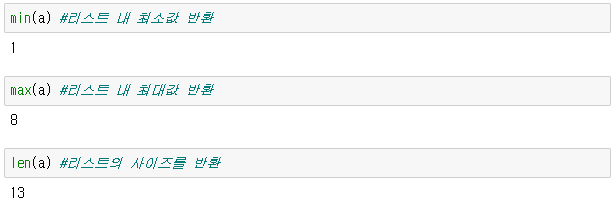 min(a) #리스트 내 최소값 반환
1
max(a) #리스트 내 최대값 반환
8
len(a) #리스트의 사이즈를 반환
13